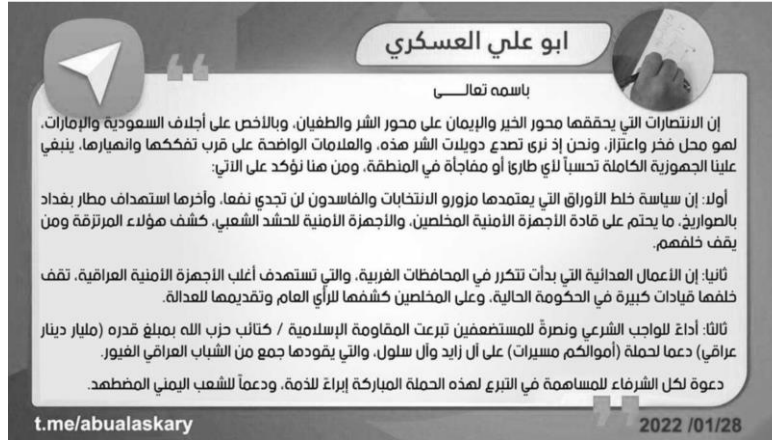 ابو علي العسكري
باسمه تعالـــــى
إن الانتصارات التي يحققها محور الخير والإيمان على محور الشر والطغيان، وبالأخص على أجلاف السعودية والإمارات،
لهو محل فخر واعتزاز، ونحن إذ نرى تصدع دويلات الشر هذه، والعلامات الواضحة على قرب تفككها وانهيارها، ينبغي
علينا الجهوزية الكاملة تحسباً لأي طارئ أو مفاجأة في المنطقة، ومن هنا نؤكد على الآتي:
أولا: إن سياسة خلط الأوراق التي يعتمدها مزورو الانتخابات والفاسدون لن تجدي نفعا، وآخرها استهداف مطار بغداد
بالصواريخ، ما يحتم على قادة الأجهزة الأمنية المخلصين، والأجهزة الأمنية للحشد الشعبي، كشف هؤلاء المرتزقة ومن
يقف خلفهم.
ثانيا: إن الأعمال العدائية التي بدأت تتكرر في المحافظات الغربية، والتي تستهدف أغلب الأجهزة الأمنية العراقية، تقف
خلفها قيادات كبيرة في الحكومة الحالية، وعلى المخلصين كشفها للرأي العام وتقديمها للعدالة.
ثالثا: أداءً للواجب الشرعي ونصرةً للمستضعفين تبرعت المقاومة الإسلامية / كتائب حزب الله بمبلغ قدره (مليار دينار
عراقي) دعما لحملة (أموالكم مسيرات) على آل زايد وآل سلول، والتي يقودها جمع من الشباب العراقي الغيور.
دعوة لكل الشرفاء للمساهمة في التبرع لهذه الحملة المباركة إبراءً للذمة، ودعماً للشعب اليمني المضطهد.
t.me/abualaskary
2022 /01/28